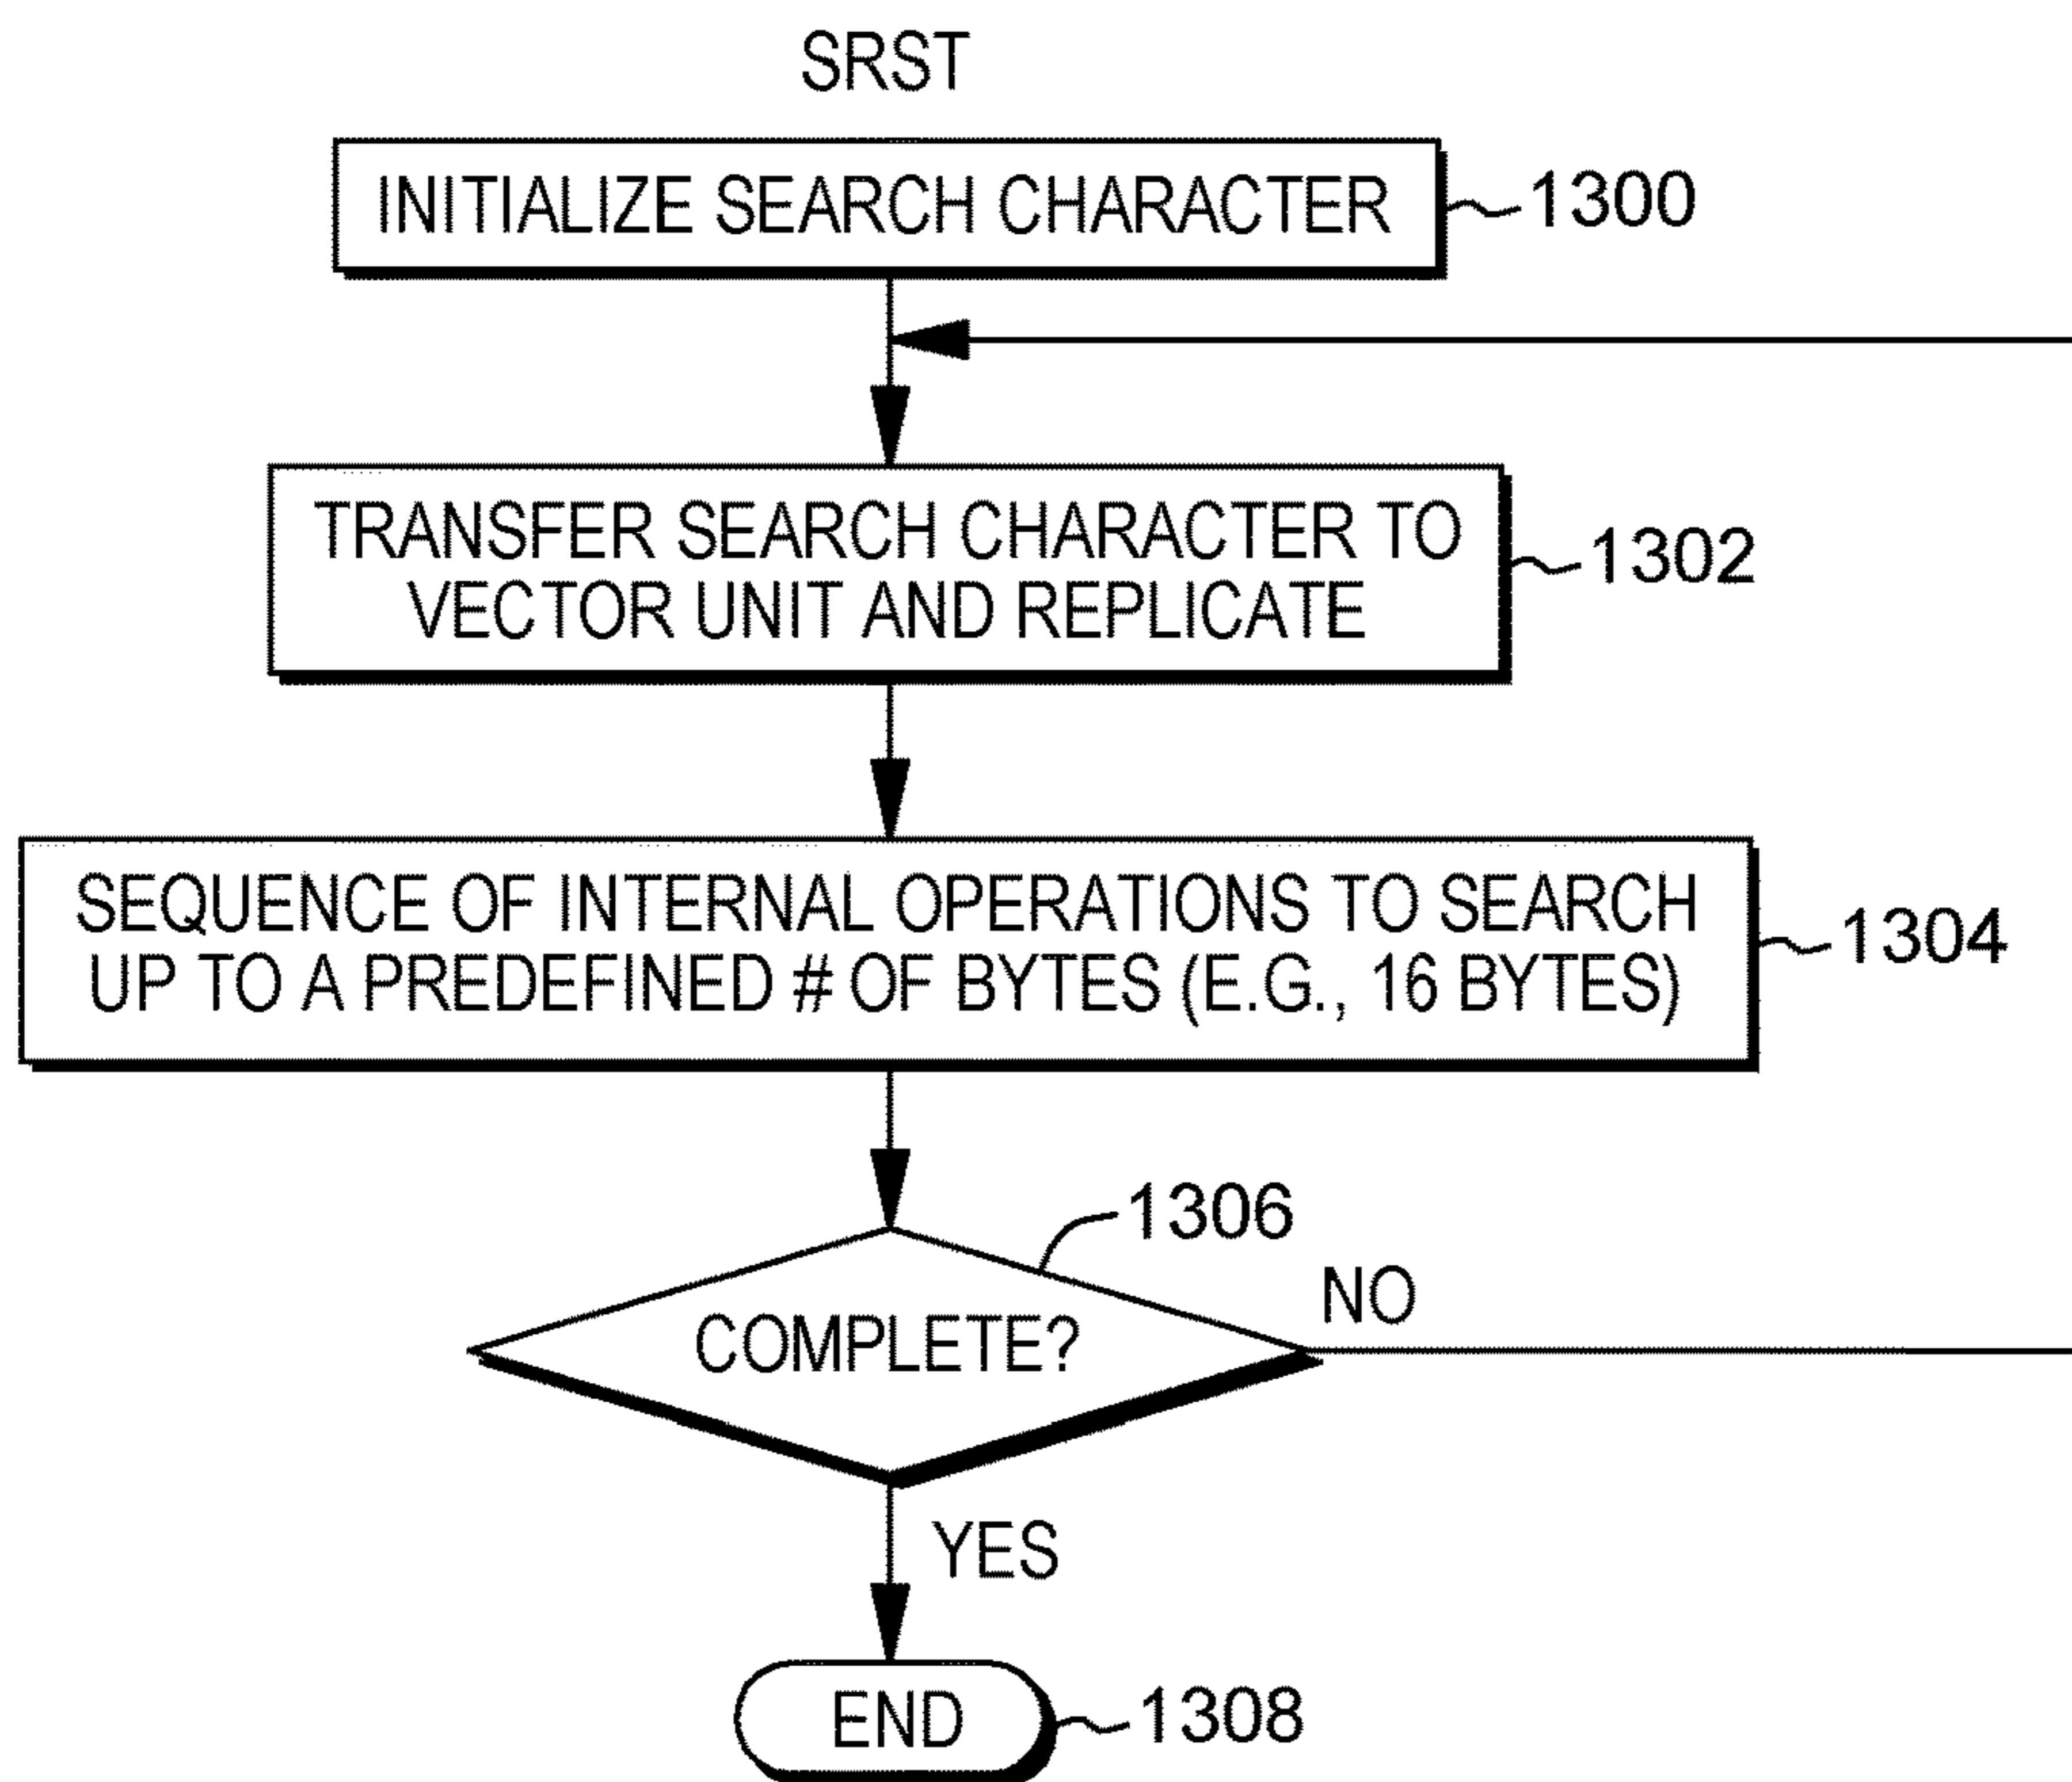 SRST
INITIALIZE SEARCH CHARACTER
1300
TRANSFER SEARCH CHARACTER TO
VECTOR UNIT AND REPLICATE
1302
SEQUENCE OF INTERNAL OPERATIONS TO SEARCH
UP TO A PREDEFINED # OF BYTES (E.G., 16 BYTES)
1304
1306
COMPLETE?
NO
YES
END
1308